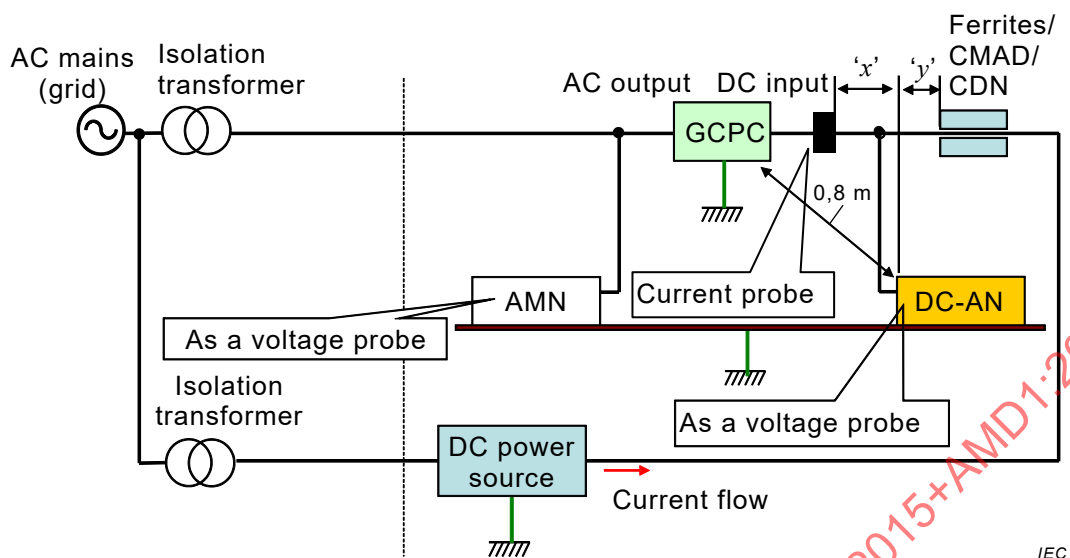 Ferrites/
CMAD/
CDN
AC mains
(grid)
Isolation
transformer
AC output
DC input
‘x’
‘y’
GCPC
0,8 m
AMN
Current probe
DC-AN
As a voltage probe
Isolation
transformer
As a voltage probe
DC power
source
Current flow
2015+AMD1:2
IEC